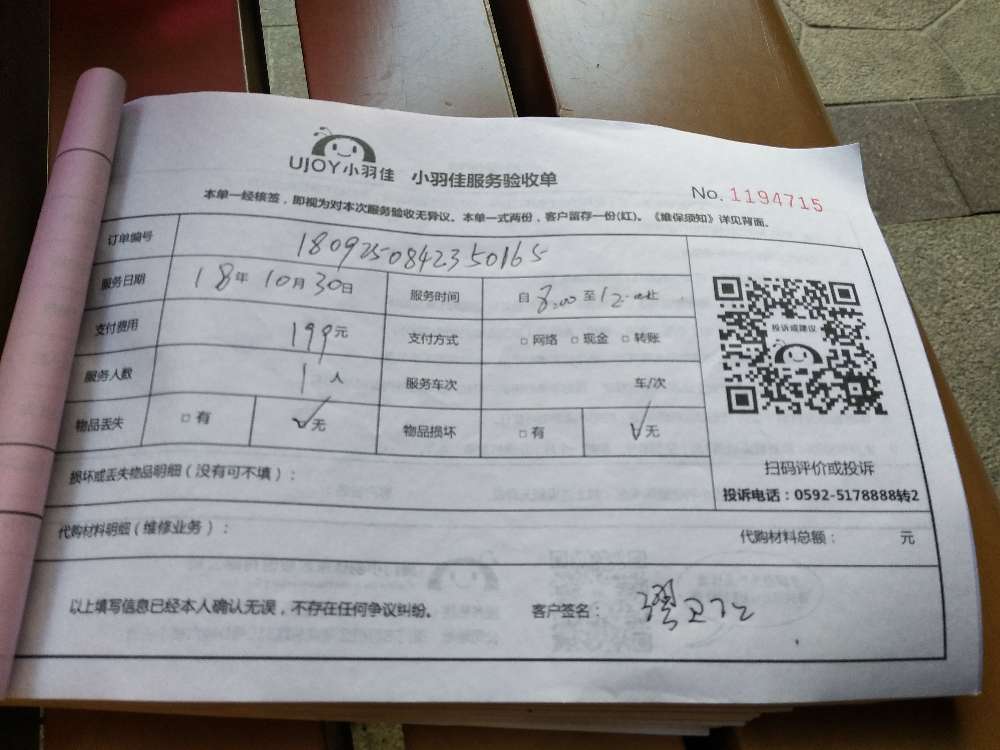 UJOY小羽佳 小羽佳服务验收单
No. 1194715
本单一经核签，即视为对本次服务验收无异议。本单一式两份，客户留存一份(红)。《维保须知》详见背面。
订单编号 1809250842350165
服务日期 18年 10月 30日 服务时间 自 8:00 至 12:00止
支付费用 199元 支付方式 □ 网络 □ 现金 □ 转账
服务人数 1 人 服务车次 车/次
物品丢失 □ 有 ✓无 物品损坏 □ 有 ✓无
投诉或建议
扫码评价或投诉
投诉电话：0592-5178888转2
损坏或丢失物品明细（没有可不填）：
代购材料明细（维修业务）： 代购材料总额： 元
以上填写信息已经本人确认无误，不存在任何争议纠纷。 客户签名：